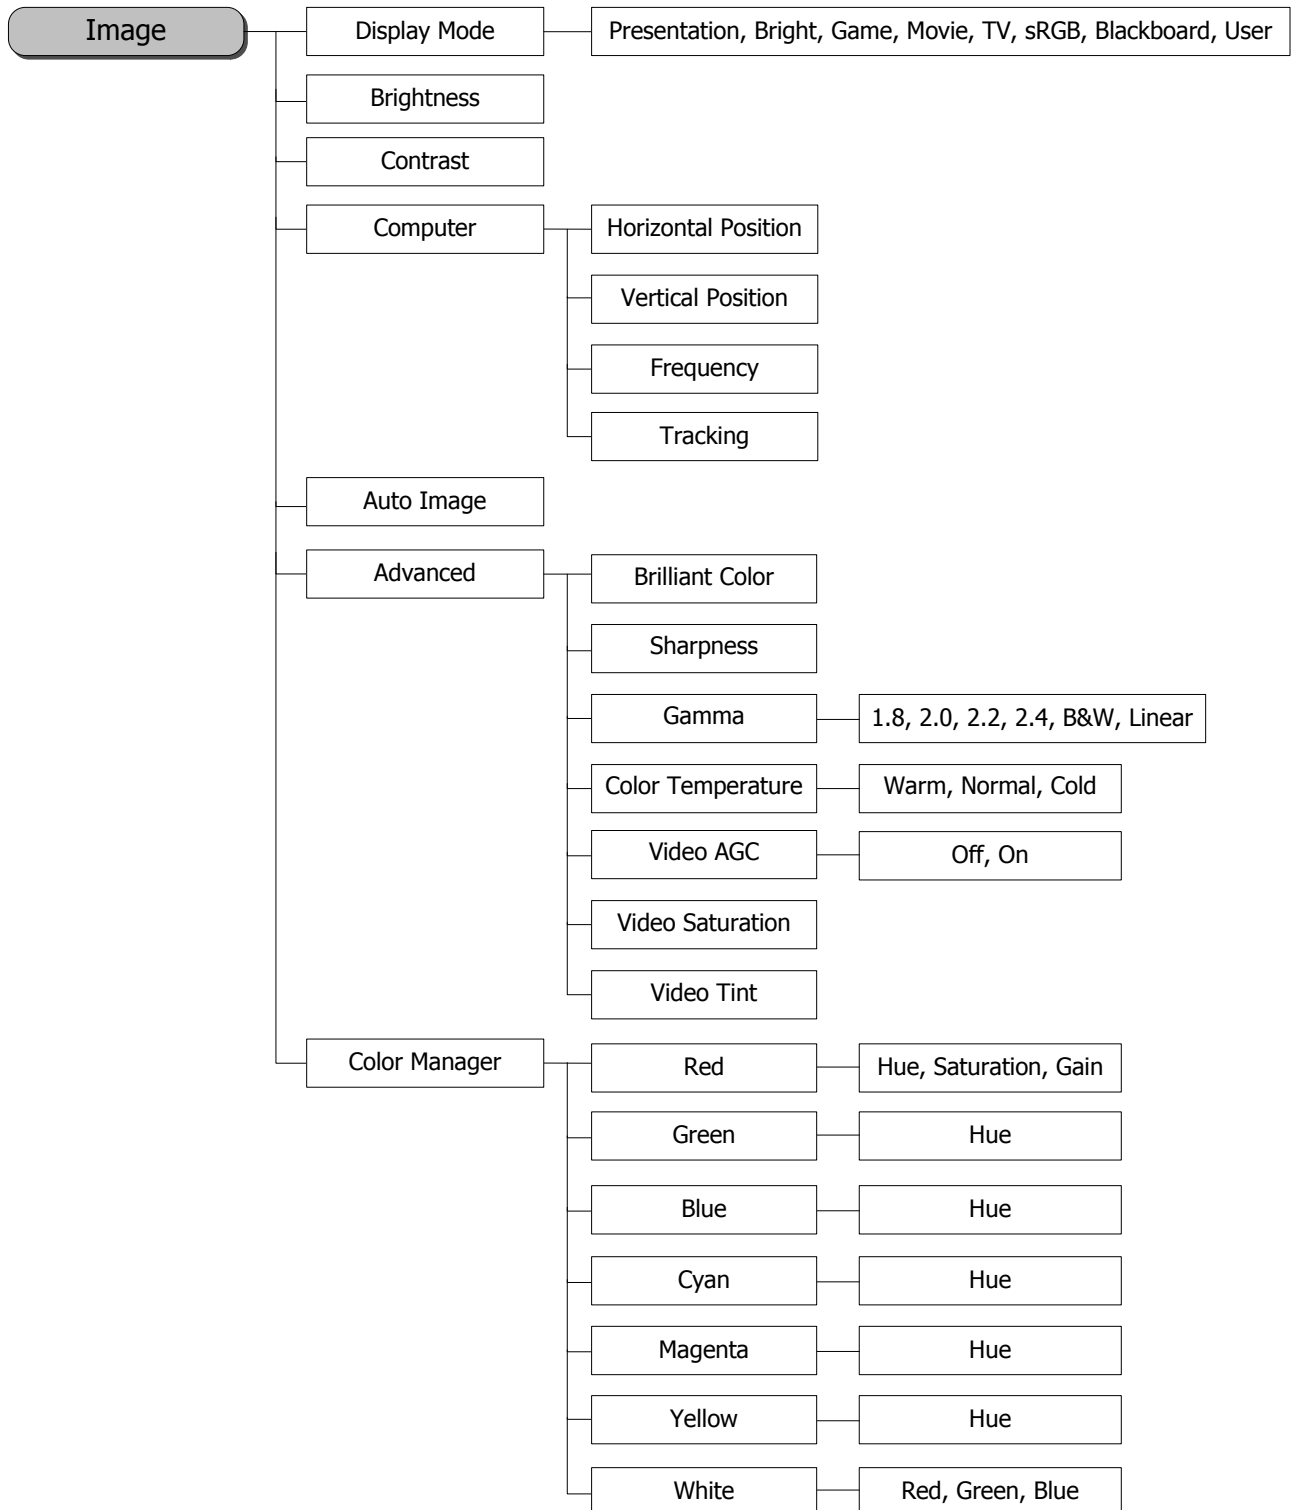 Image
Display Mode
Presentation, Bright, Game, Movie, TV, sRGB, Blackboard, User
Brightness
Contrast
Computer
Horizontal Position
Vertical Position
Frequency
Tracking
Auto Image
Advanced
Brilliant Color
Sharpness
Gamma
1.8, 2.0, 2.2, 2.4, B&W, Linear
Color Temperature
Warm, Normal, Cold
Video AGC
Off, On
Video Saturation
Video Tint
Color Manager
Red
Hue, Saturation, Gain
Green
Hue
Blue
Hue
Cyan
Hue
Magenta
Hue
Yellow
Hue
White
Red, Green, Blue